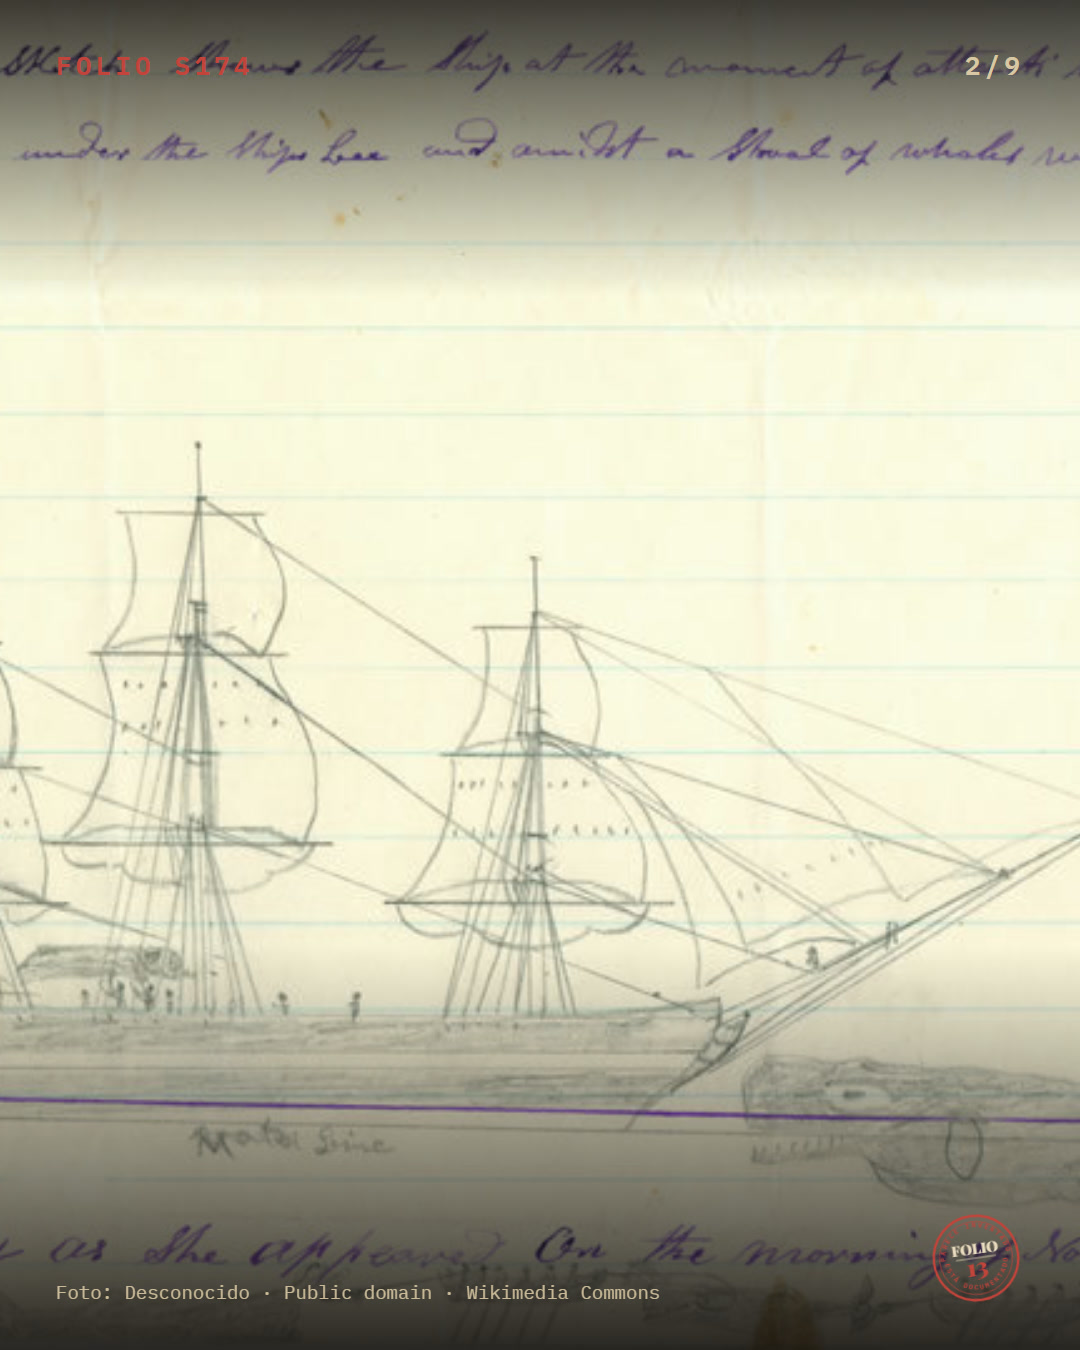 FOLIO S174
2/9
Sketch Shows the Ship at the moment of attack
under the Ships Lee and amidst a Shoal of whales
Water Line
as She appeared On the morning
FOLIO
13
Foto: Desconocido · Public domain · Wikimedia Commons